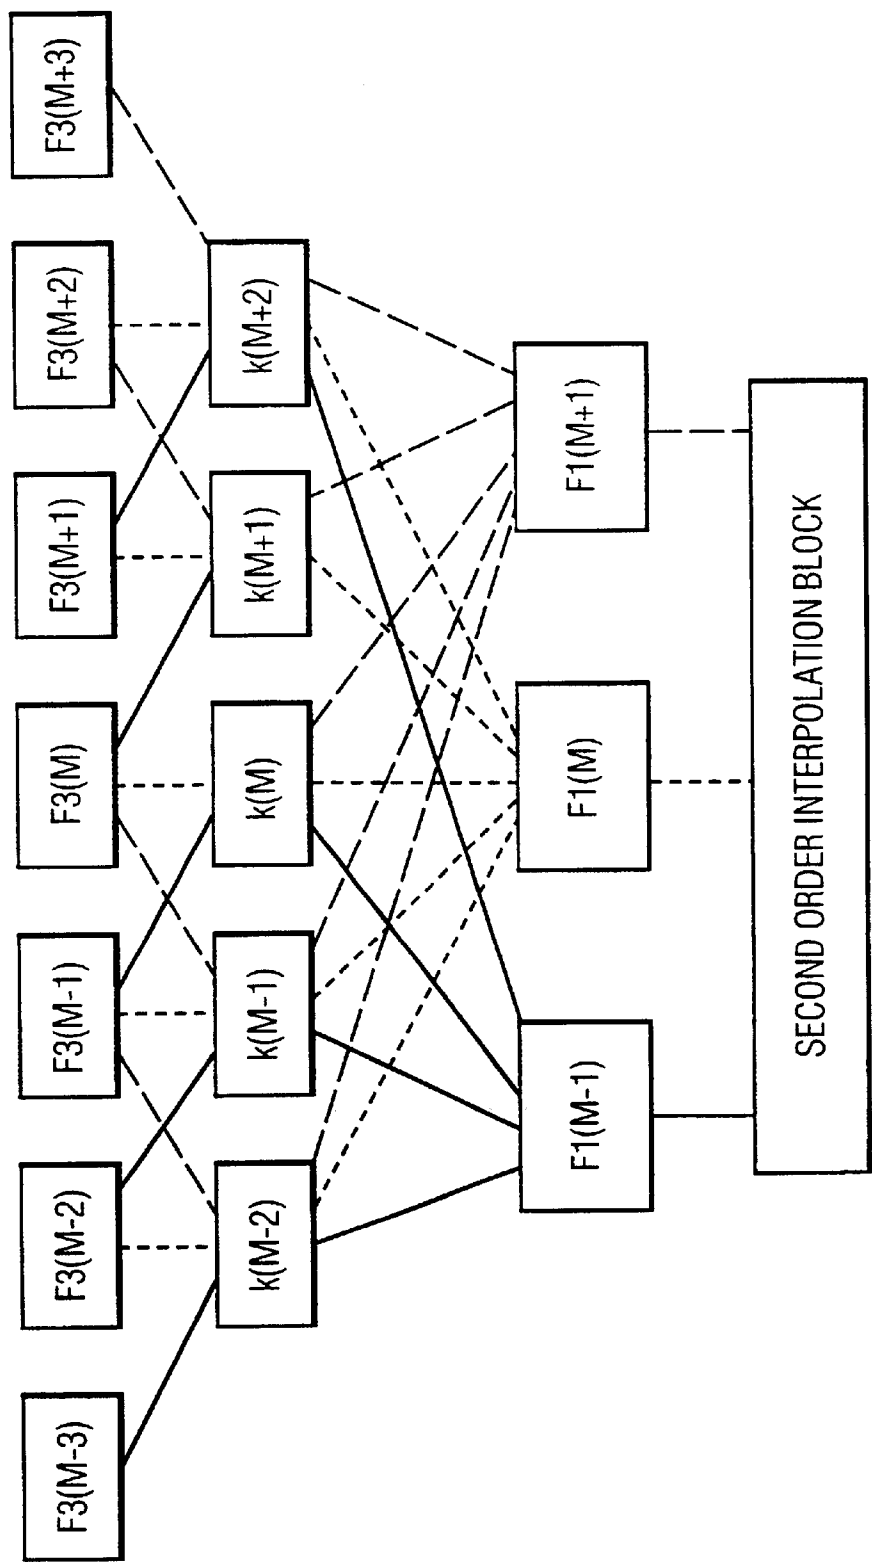 F3(M-3)
F3(M-2)
F3(M-1)
F3(M)
F3(M+1)
F3(M+2)
F3(M+3)
k(M-2)
k(M-1)
k(M)
k(M+1)
k(M+2)
F1(M-1)
F1(M)
F1(M+1)
SECOND ORDER INTERPOLATION BLOCK